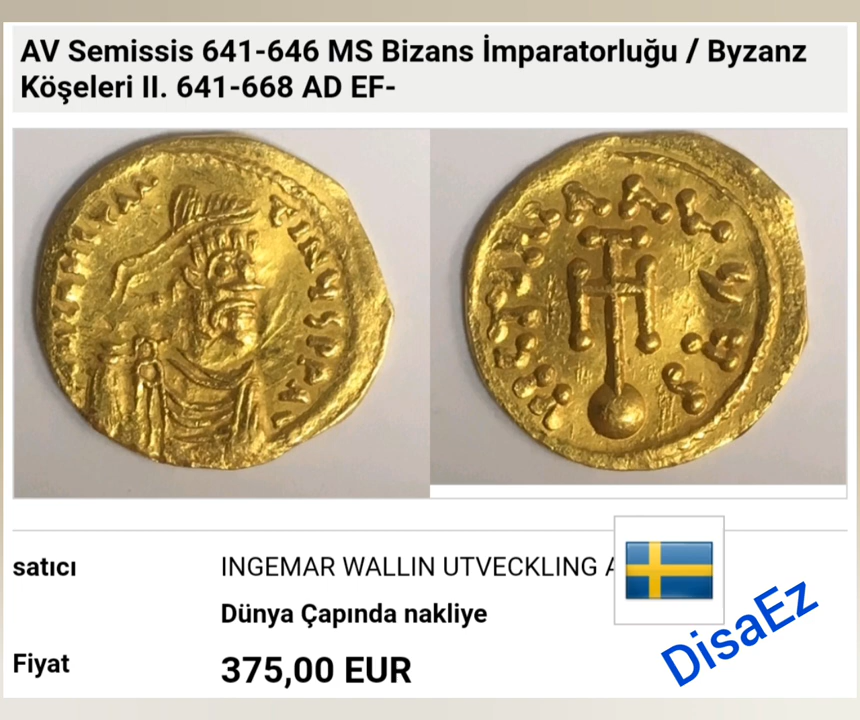 AV Semissis 641-646 MS Bizans İmparatorluğu / Byzanz
Köşeleri II. 641-668 AD EF-
satıcı
INGEMAR WALLIN UTVECKLING A
Dünya Çapında nakliye
Fiyat
375,00 EUR
DisaEz